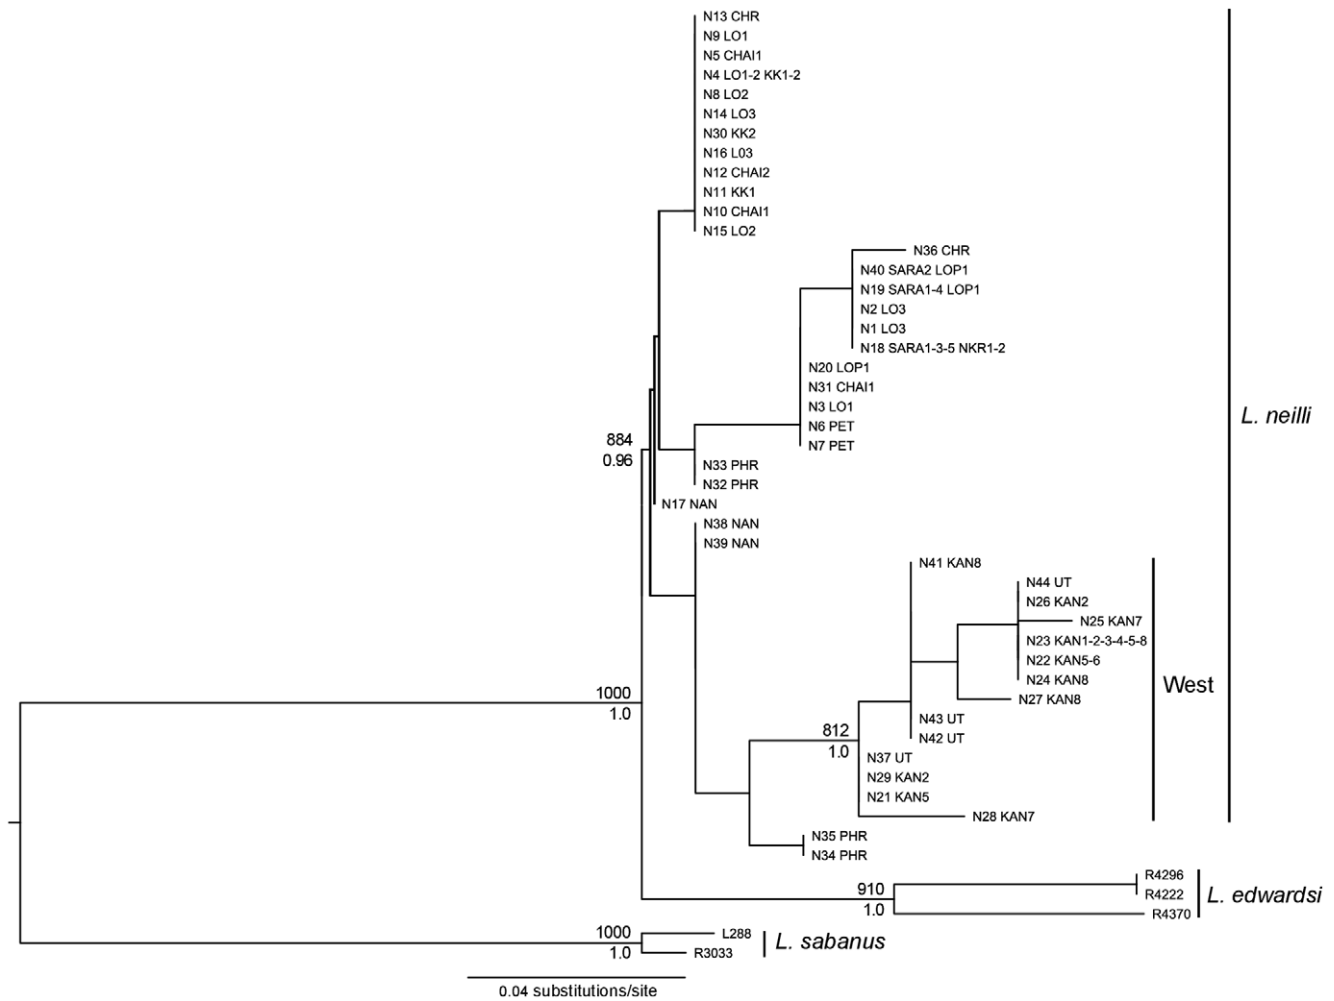 N13 CHR
N9 LO1
N5 CHAI1
N4 LO1-2 KK1-2
N8 LO2
N14 LO3
N30 KK2
N16 L03
N12 CHAI2
N11 KK1
N10 CHAI1
N15 LO2
N36 CHR
N40 SARA2 LOP1
N19 SARA1-4 LOP1
N2 LO3
N1 LO3
N18 SARA1-3-5 NKR1-2
N20 LOP1
N31 CHAI1
N3 LO1
N6 PET
N7 PET
L. neilli
884
0.96
N33 PHR
N32 PHR
N17 NAN
N38 NAN
N39 NAN
N41 KAN8
N44 UT
N26 KAN2
N25 KAN7
N23 KAN1-2-3-4-5-8
N22 KAN5-6
N24 KAN8
N27 KAN8
West
1000
1.0
N43 UT
N42 UT
812
1.0
N37 UT
N29 KAN2
N21 KAN5
N28 KAN7
N35 PHR
N34 PHR
910
1.0
R4296
R4222
R4370
L. edwardsi
1000
1.0
L288
R3033
L. sabanus
0.04 substitutions/site